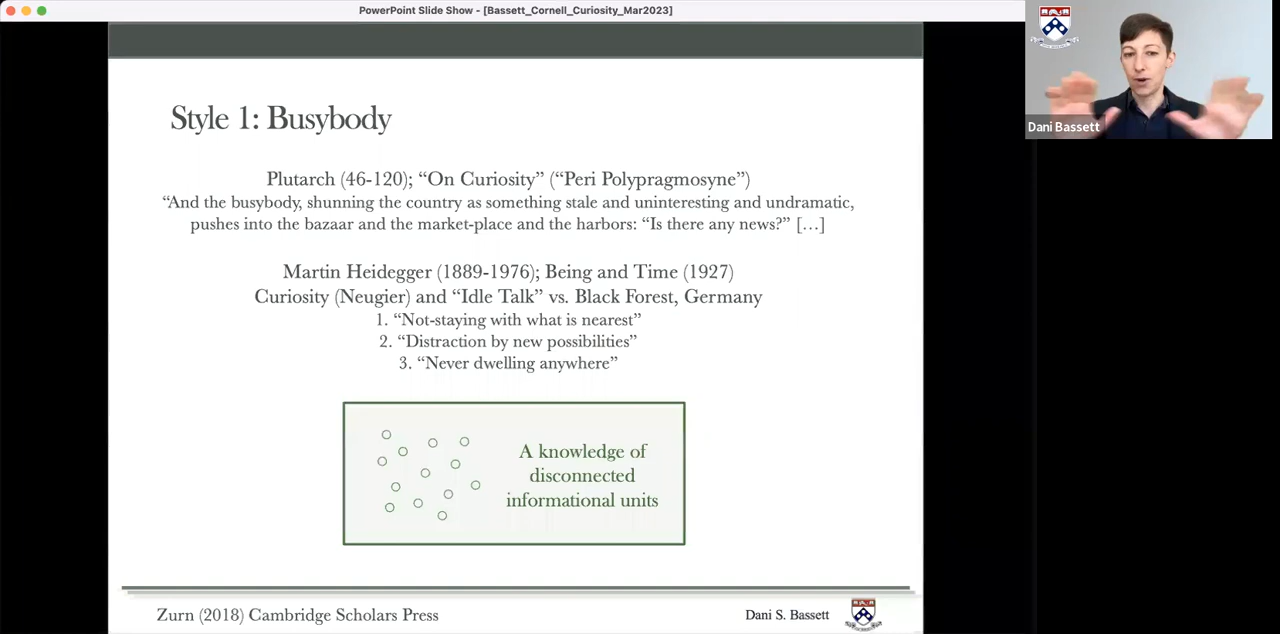 PowerPoint Slide Show - [Bassett_Cornell_Curiosity_Mar2023]
Dani Bassett
Style 1: Busybody
Plutarch (46-120); “On Curiosity” (“Peri Polypragmosyne”)
“And the busybody, shunning the country as something stale and uninteresting and undramatic,
pushes into the bazaar and the market-place and the harbors: “Is there any news?” […]
Martin Heidegger (1889-1976); Being and Time (1927)
Curiosity (Neugier) and “Idle Talk” vs. Black Forest, Germany
1. “Not-staying with what is nearest”
2. “Distraction by new possibilities”
3. “Never dwelling anywhere”
A knowledge of
disconnected
informational units
Zurn (2018) Cambridge Scholars Press
Dani S. Bassett